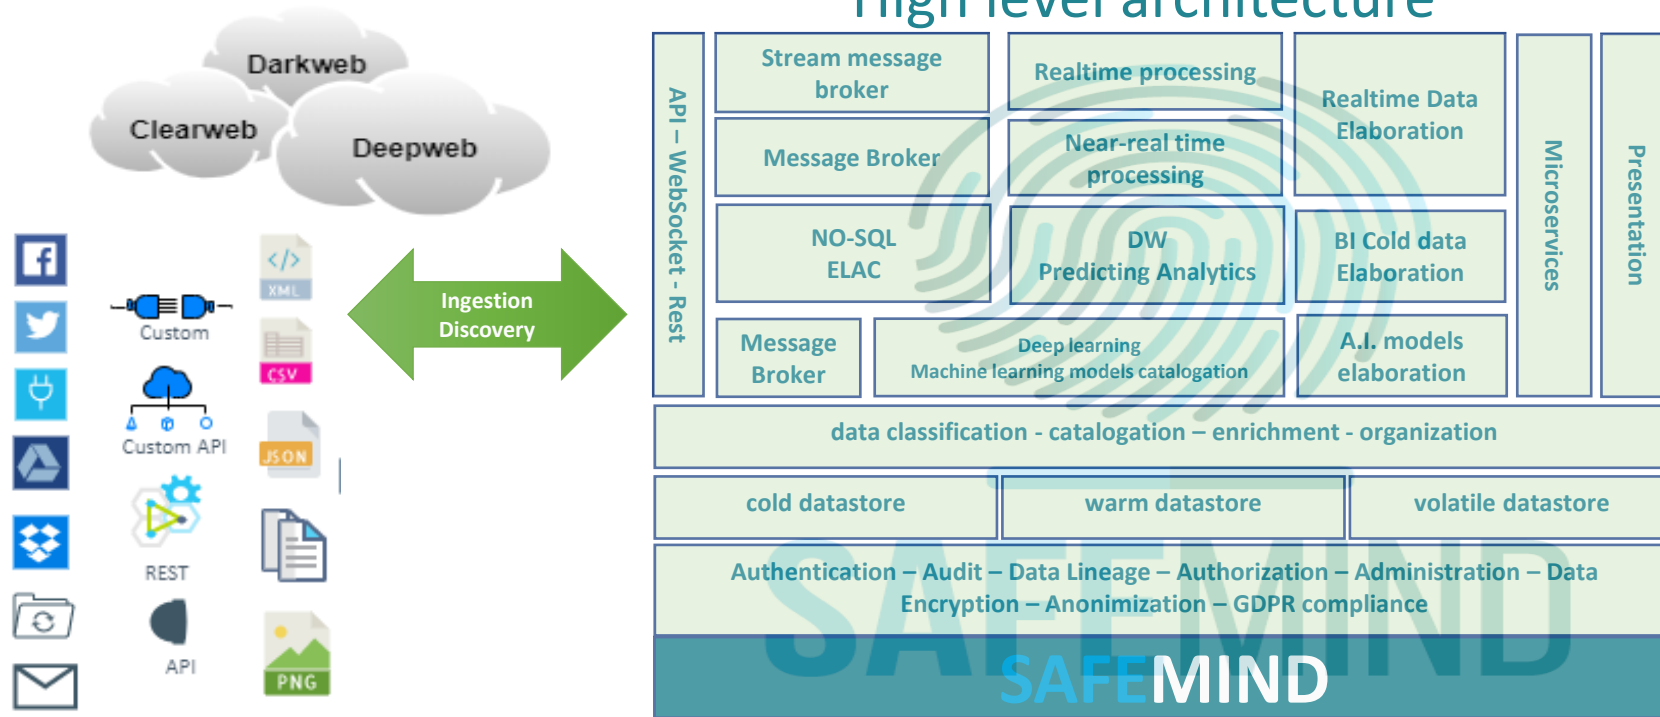 High level architecture
Darkweb
Clearweb
Deepweb
Custom
Custom API
REST
API
</>
XML
CSV
JSON
PNG
Ingestion
Discovery
API – WebSocket - Rest
Stream message
broker
Realtime processing
Realtime Data
Elaboration
Message Broker
Near-real time
processing
NO-SQL
ELAC
DW
Predicting Analytics
BI Cold data
Elaboration
Message
Broker
Deep learning
Machine learning models catalogation
A.I. models
elaboration
Microservices
Presentation
data classification - catalogation – enrichment - organization
cold datastore
warm datastore
volatile datastore
Authentication – Audit – Data Lineage – Authorization – Administration – Data
Encryption – Anonimization – GDPR compliance
SAFEMIND
SAFEMIND